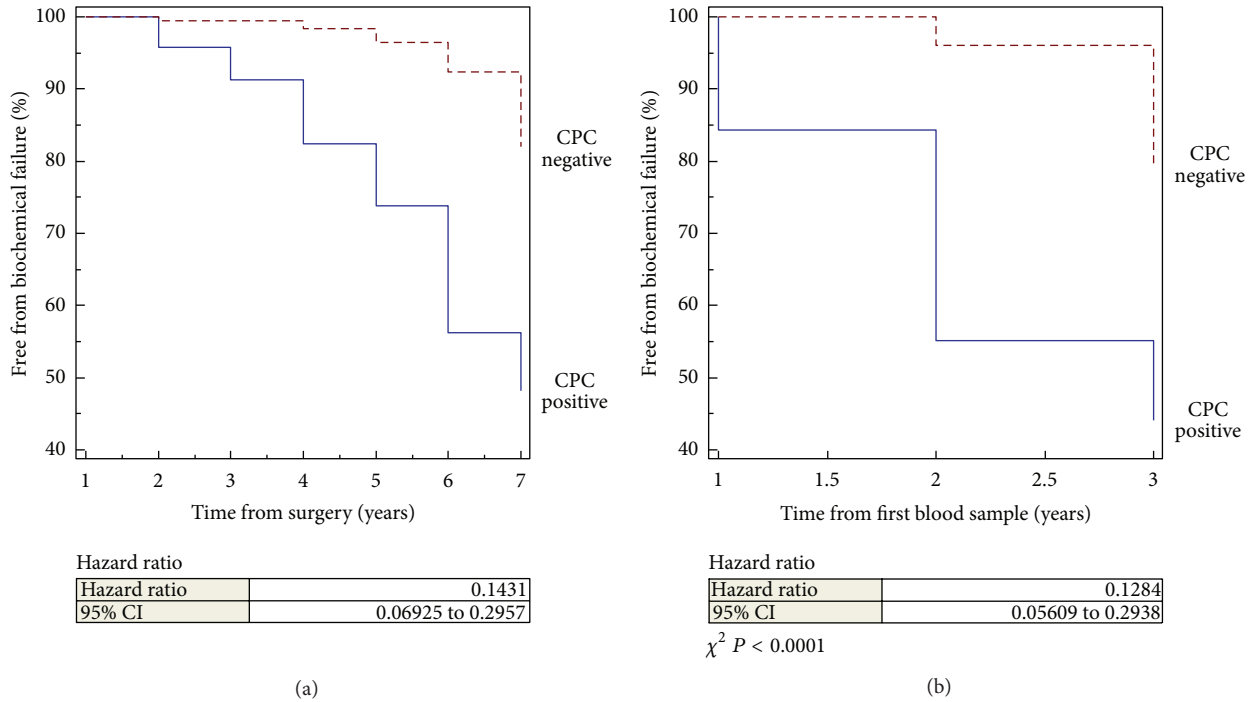 100
90
80
70
60
50
40
Free from biochemical failure (%)
CPC
negative
CPC
positive
1 2 3 4 5 6 7
Time from surgery (years)
Hazard ratio
Hazard ratio 0.1431
95% CI 0.06925 to 0.2957
(a)
100
90
80
70
60
50
40
Free from biochemical failure (%)
CPC
negative
CPC
positive
1 1.5 2 2.5 3
Time from first blood sample (years)
Hazard ratio
Hazard ratio 0.1284
95% CI 0.05609 to 0.2938
χ² P < 0.0001
(b)